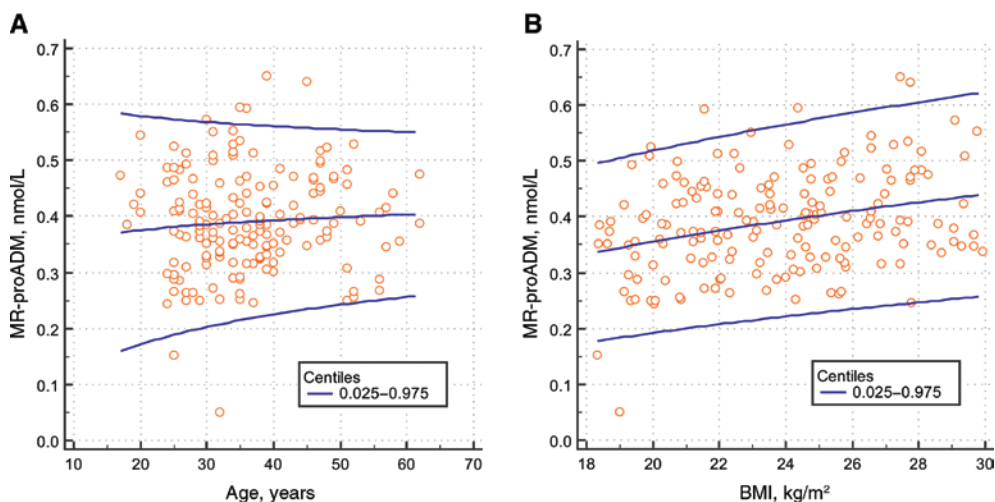 A
MR-proADM, nmol/L
0.7
0.6
0.5
0.4
0.3
0.2
0.1
0.0
Centiles
0.025–0.975
10 20 30 40 50 60 70
Age, years
B
MR-proADM, nmol/L
0.7
0.6
0.5
0.4
0.3
0.2
0.1
0.0
Centiles
0.025–0.975
18 20 22 24 26 28 30
BMI, kg/m²